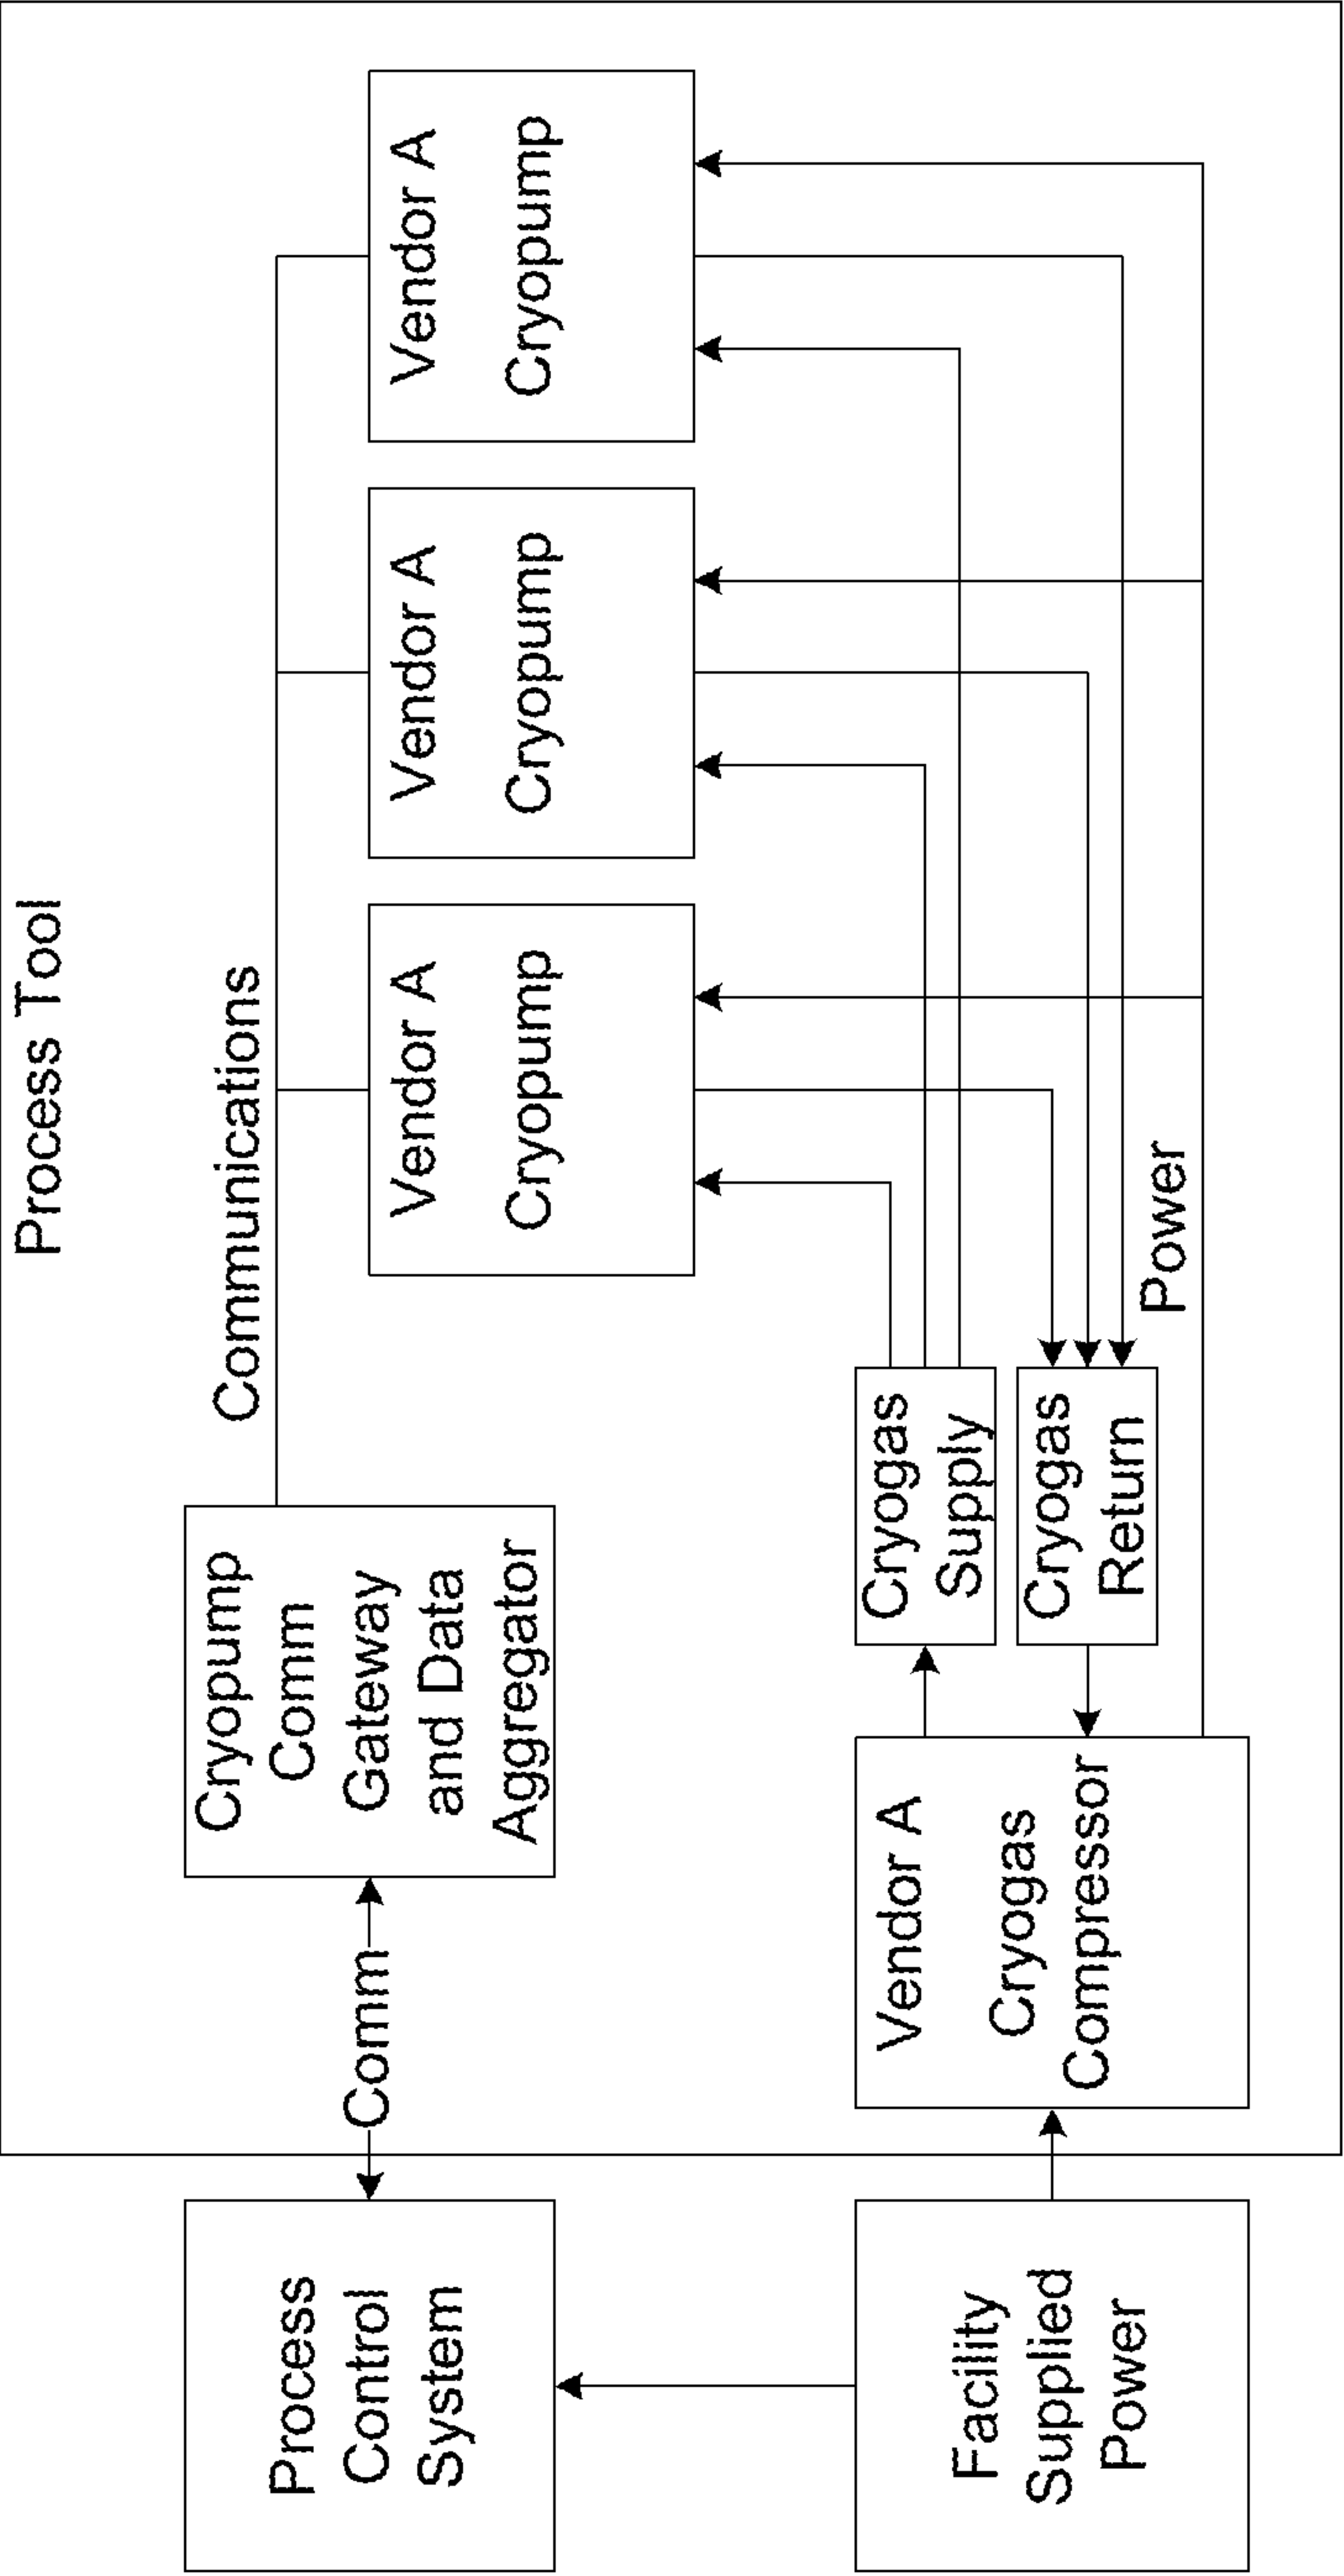 Process Tool
Communications
Process
Control
System
Comm
Cryopump
Comm
Gateway
and Data
Aggregator
Vendor A
Cryopump
Vendor A
Cryopump
Vendor A
Cryopump
Facility
Supplied
Power
Vendor A
Cryogas
Compressor
Cryogas
Supply
Cryogas
Return
Power